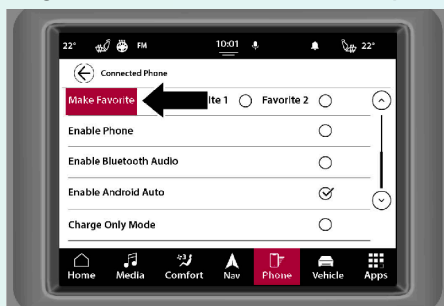 22° FM 10:01 22°
Connected Phone
Make Favorite ite 1 Favorite 2
Enable Phone
Enable Bluetooth Audio
Enable Android Auto
Charge Only Mode
Home Media Comfort Nav Phone Vehicle Apps